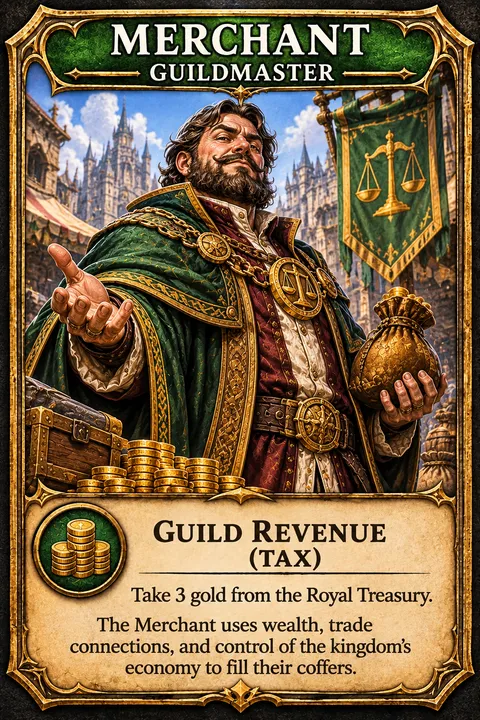 MERCHANT
GUILDMASTER
GUILD REVENUE
(TAX)
Take 3 gold from the Royal Treasury.
The Merchant uses wealth, trade
connections, and control of the kingdom's
economy to fill their coffers.